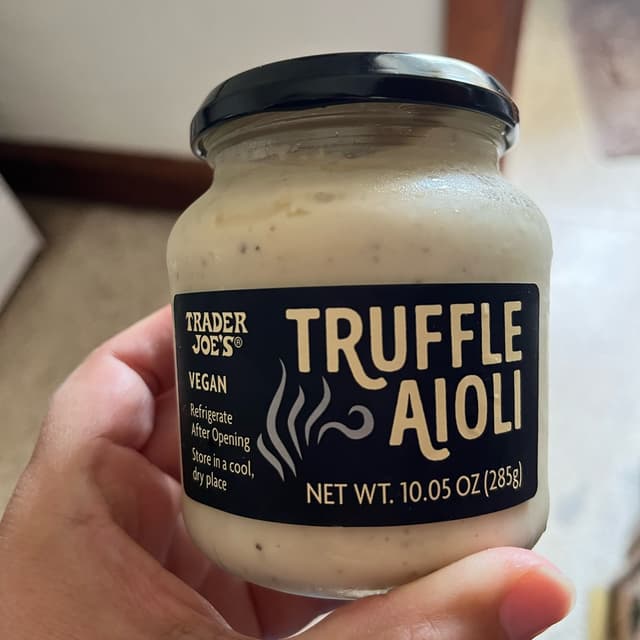 TRADER
JOE'S®
VEGAN
Refrigerate
After Opening
Store in a cool,
dry place
TRUFFLE
AIOLI
NET WT. 10.05 OZ (285g)